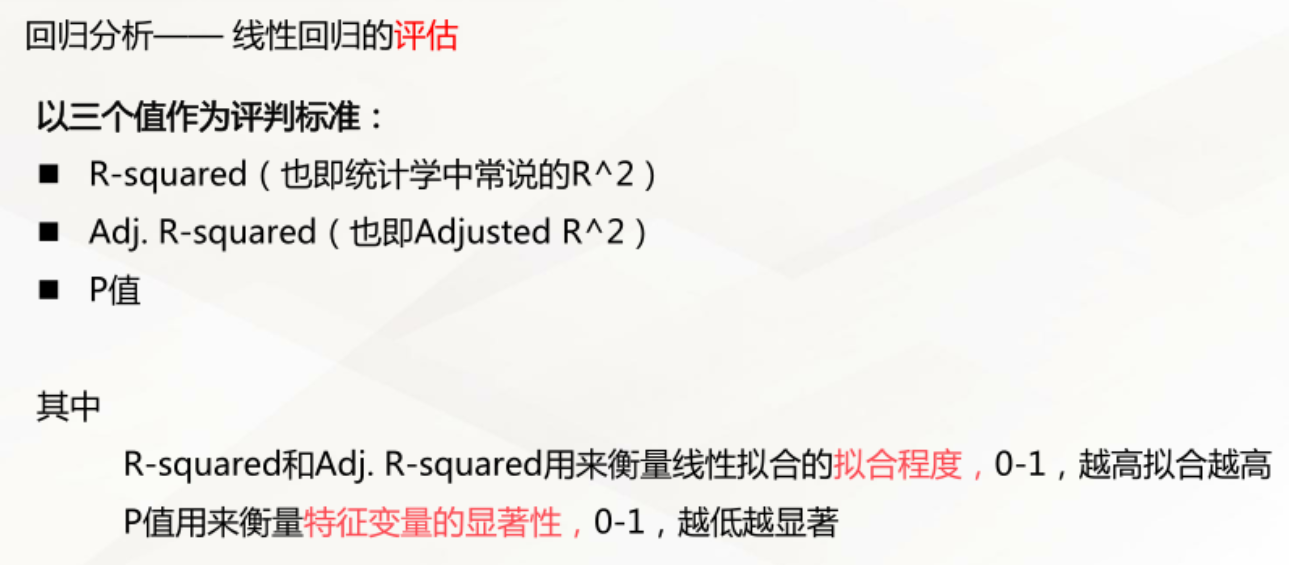 回归分析—— 线性回归的评估
以三个值作为评判标准：
■ R-squared（也即统计学中常说的R^2）
■ Adj. R-squared（也即Adjusted R^2）
■ P值
其中
R-squared和Adj. R-squared用来衡量线性拟合的拟合程度，0-1，越高拟合越高
P值用来衡量特征变量的显著性，0-1，越低越显著